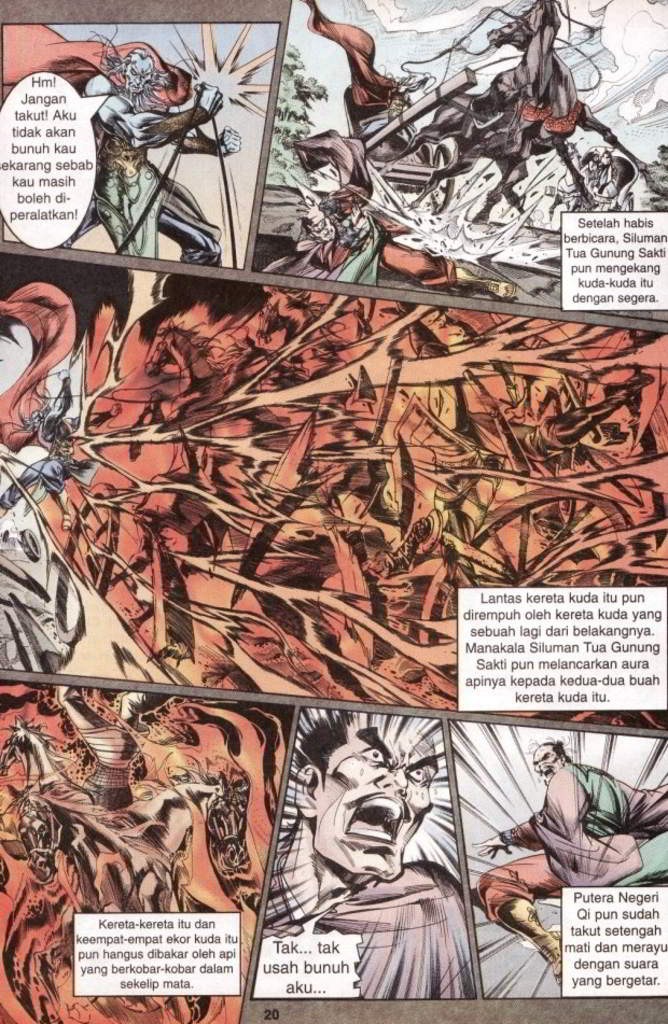 Hm!
Jangan
takut! Aku
tidak akan
bunuh kau
sekarang sebab
kau masih
boleh di-
peralatkan!
Setelah habis
berbicara, Siluman
Tua Gunung Sakti
pun mengekang
kuda-kuda itu
dengan segera.
Lantas kereta kuda itu pun
dirempuh oleh kereta kuda yang
sebuah lagi dari belakangnya.
Manakala Siluman Tua Gunung
Sakti pun melancarkan aura
apinya kepada kedua-dua buah
kereta kuda itu.
Kereta-kereta itu dan
keempat-empat ekor kuda itu
pun hangus dibakar oleh api
yang berkobar-kobar dalam
sekelip mata.
Tak... tak
usah bunuh
aku...
Putera Negeri
Qi pun sudah
takut setengah
mati dan merayu
dengan suara
yang bergetar.
20